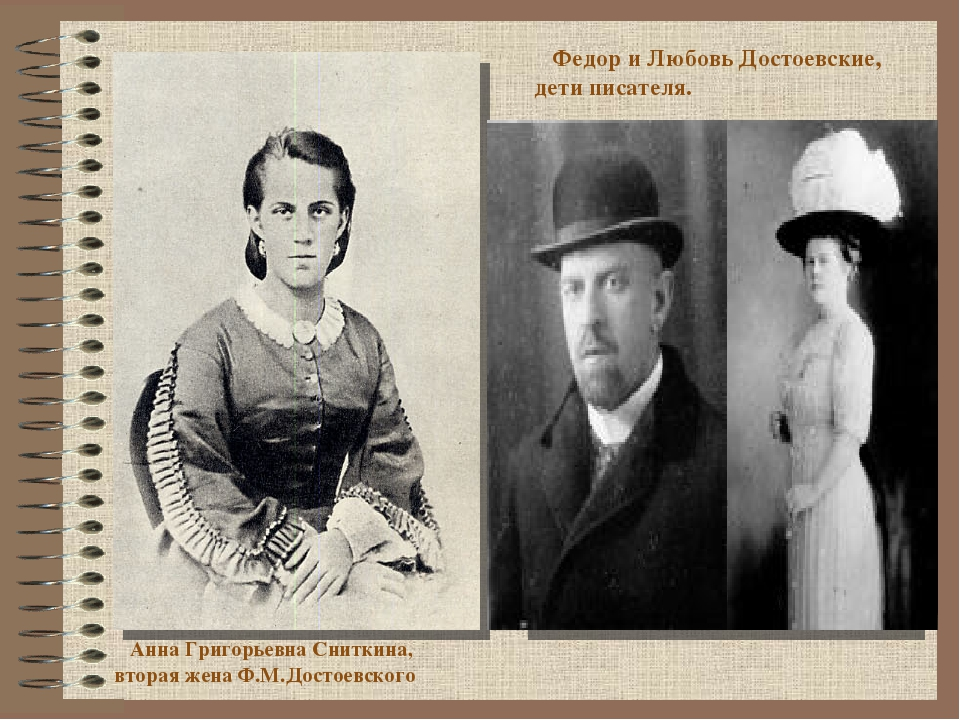 Федор и Любовь Достоевские,
дети писателя.
Анна Григорьевна Сниткина,
вторая жена Ф.М.Достоевского